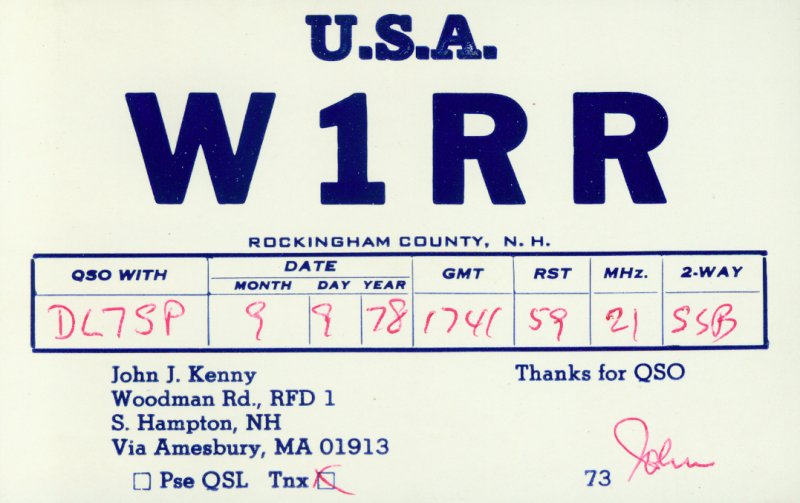 U.S.A.
W1RR
ROCKINGHAM COUNTY, N. H.
QSO WITH DATE MONTH DAY YEAR GMT RST MHz. 2-WAY
DL7SP 9 9 78 1741 59 21 SSB
John J. Kenny Thanks for QSO
Woodman Rd., RFD 1
S. Hampton, NH
Via Amesbury, MA 01913
☐ Pse QSL Tnx ☒ 73 John